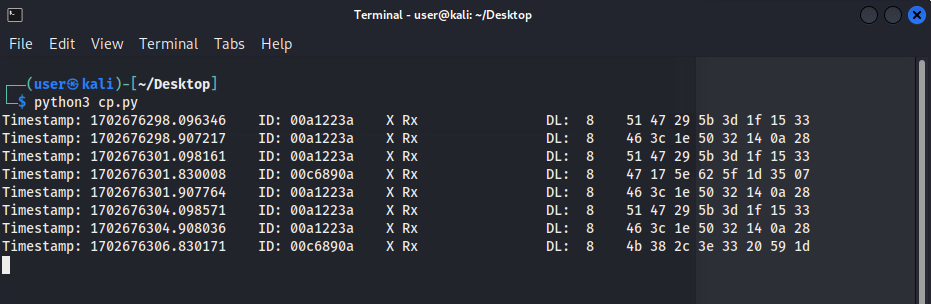 Terminal - user@kali: ~/Desktop
File Edit View Terminal Tabs Help
(user㉿kali)-[~/Desktop]
$ python3 cp.py
Timestamp: 1702676298.096346 ID: 00a1223a X Rx DL: 8 51 47 29 5b 3d 1f 15 33
Timestamp: 1702676298.907217 ID: 00a1223a X Rx DL: 8 46 3c 1e 50 32 14 0a 28
Timestamp: 1702676301.098161 ID: 00a1223a X Rx DL: 8 51 47 29 5b 3d 1f 15 33
Timestamp: 1702676301.830008 ID: 00c6890a X Rx DL: 8 47 17 5e 62 5f 1d 35 07
Timestamp: 1702676301.907764 ID: 00a1223a X Rx DL: 8 46 3c 1e 50 32 14 0a 28
Timestamp: 1702676304.098571 ID: 00a1223a X Rx DL: 8 51 47 29 5b 3d 1f 15 33
Timestamp: 1702676304.908036 ID: 00a1223a X Rx DL: 8 46 3c 1e 50 32 14 0a 28
Timestamp: 1702676306.830171 ID: 00c6890a X Rx DL: 8 4b 38 2c 3e 33 20 59 1d